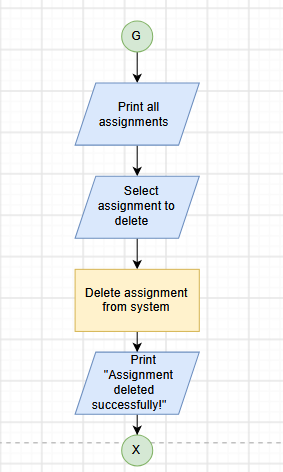 G
Print all
assignments
Select
assignment to
delete
Delete assignment
from system
Print
"Assignment
deleted
successfully!"
X